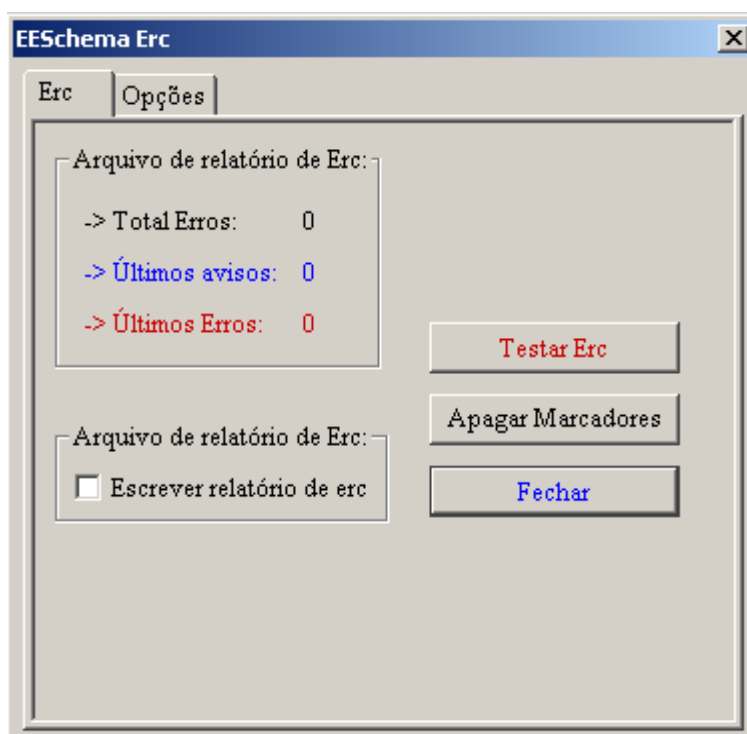 EESchema Erc
Erc
Opções
Arquivo de relatório de Erc:
-> Total Erros: 0
-> Últimos avisos: 0
-> Últimos Erros: 0
Testar Erc
Apagar Marcadores
Arquivo de relatório de Erc:
Escrever relatório de erc
Fechar